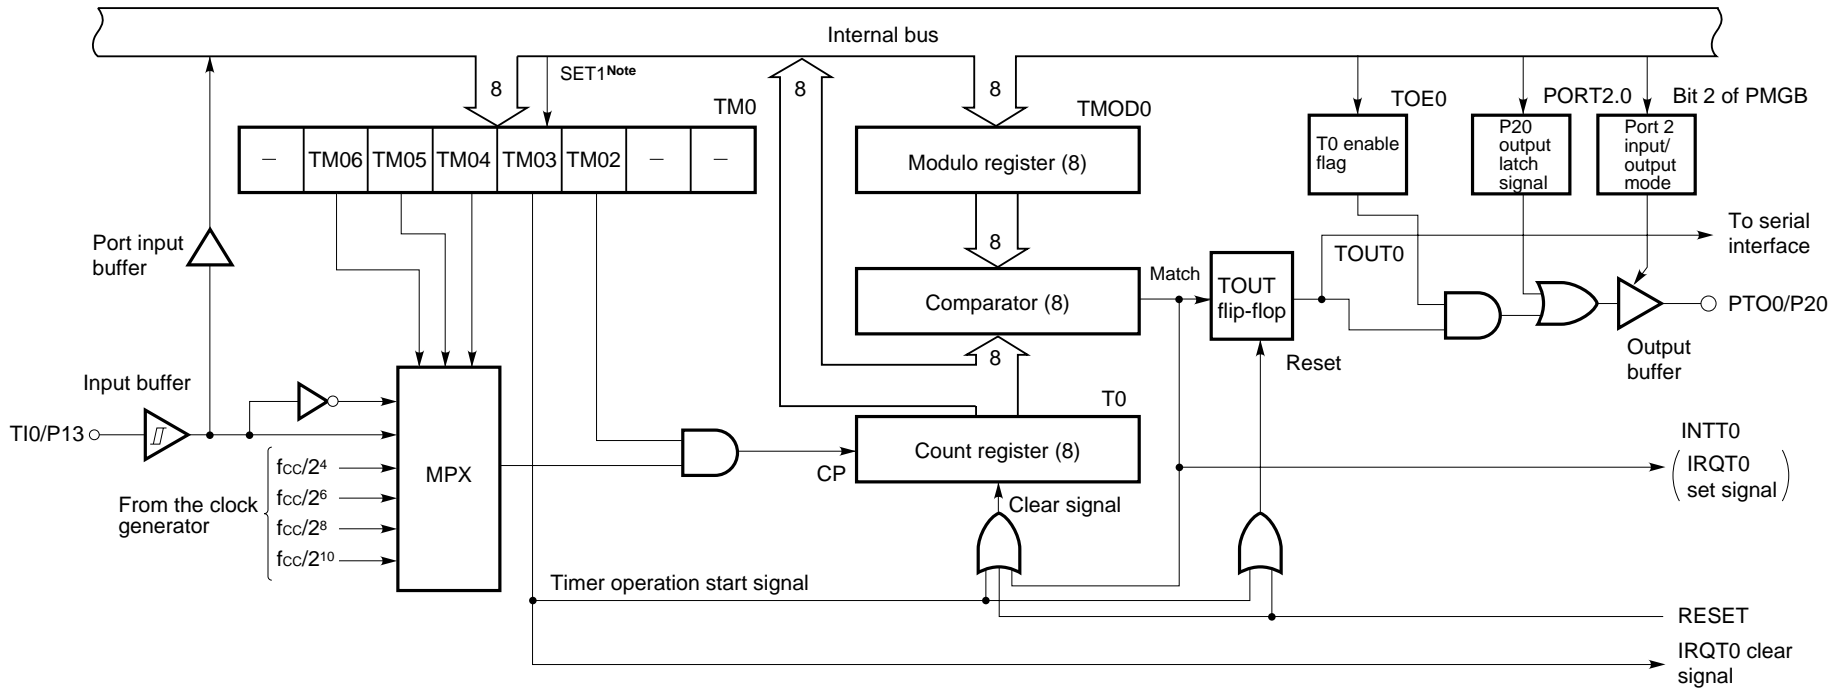 Internal bus
8
SET1Note
8
8
TM0
TMOD0
TOE0
PORT2.0
Bit 2 of PMGB
–
TM06
TM05
TM04
TM03
TM02
–
–
Modulo register (8)
T0 enable
flag
P20
output
latch
signal
Port 2
input/
output
mode
Port input
buffer
8
To serial
interface
TOUT0
Match
Comparator (8)
TOUT
flip-flop
PTO0/P20
8
Reset
Output
buffer
Input buffer
T0
TI0/P13
MPX
Count register (8)
CP
INTT0
(IRQT0
set signal)
From the clock
generator
fCC/2⁴
fCC/2⁶
fCC/2⁸
fCC/2¹⁰
Clear signal
Timer operation start signal
RESET
IRQT0 clear
signal